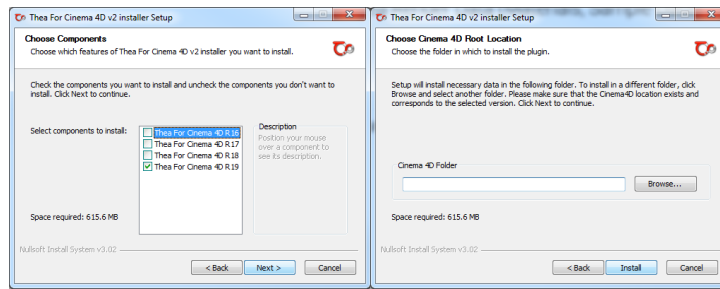 Thea For Cinema 4D v2 installer Setup
Choose Components
Choose which features of Thea For Cinema 4D v2 installer you want to install.
Check the components you want to install and uncheck the components you don't want to
install. Click Next to continue.
Select components to install:
Thea For Cinema 4D R16
Thea For Cinema 4D R17
Thea For Cinema 4D R18
Thea For Cinema 4D R19
Description
Position your mouse
over a component to
see its description.
Space required: 615.6 MB
Nullsoft Install System v3.02
< Back
Next >
Cancel
Thea For Cinema 4D v2 installer Setup
Choose Cinema 4D Root Location
Choose the folder in which to install the plugin.
Setup will install necessary data in the following folder. To install in a different folder, click
Browse and select another folder. Please make sure that the Cinema4D location exists and
corresponds to the selected version. Click Next to continue.
Cinema 4D Folder
Browse...
Space required: 615.6 MB
Nullsoft Install System v3.02
< Back
Install
Cancel